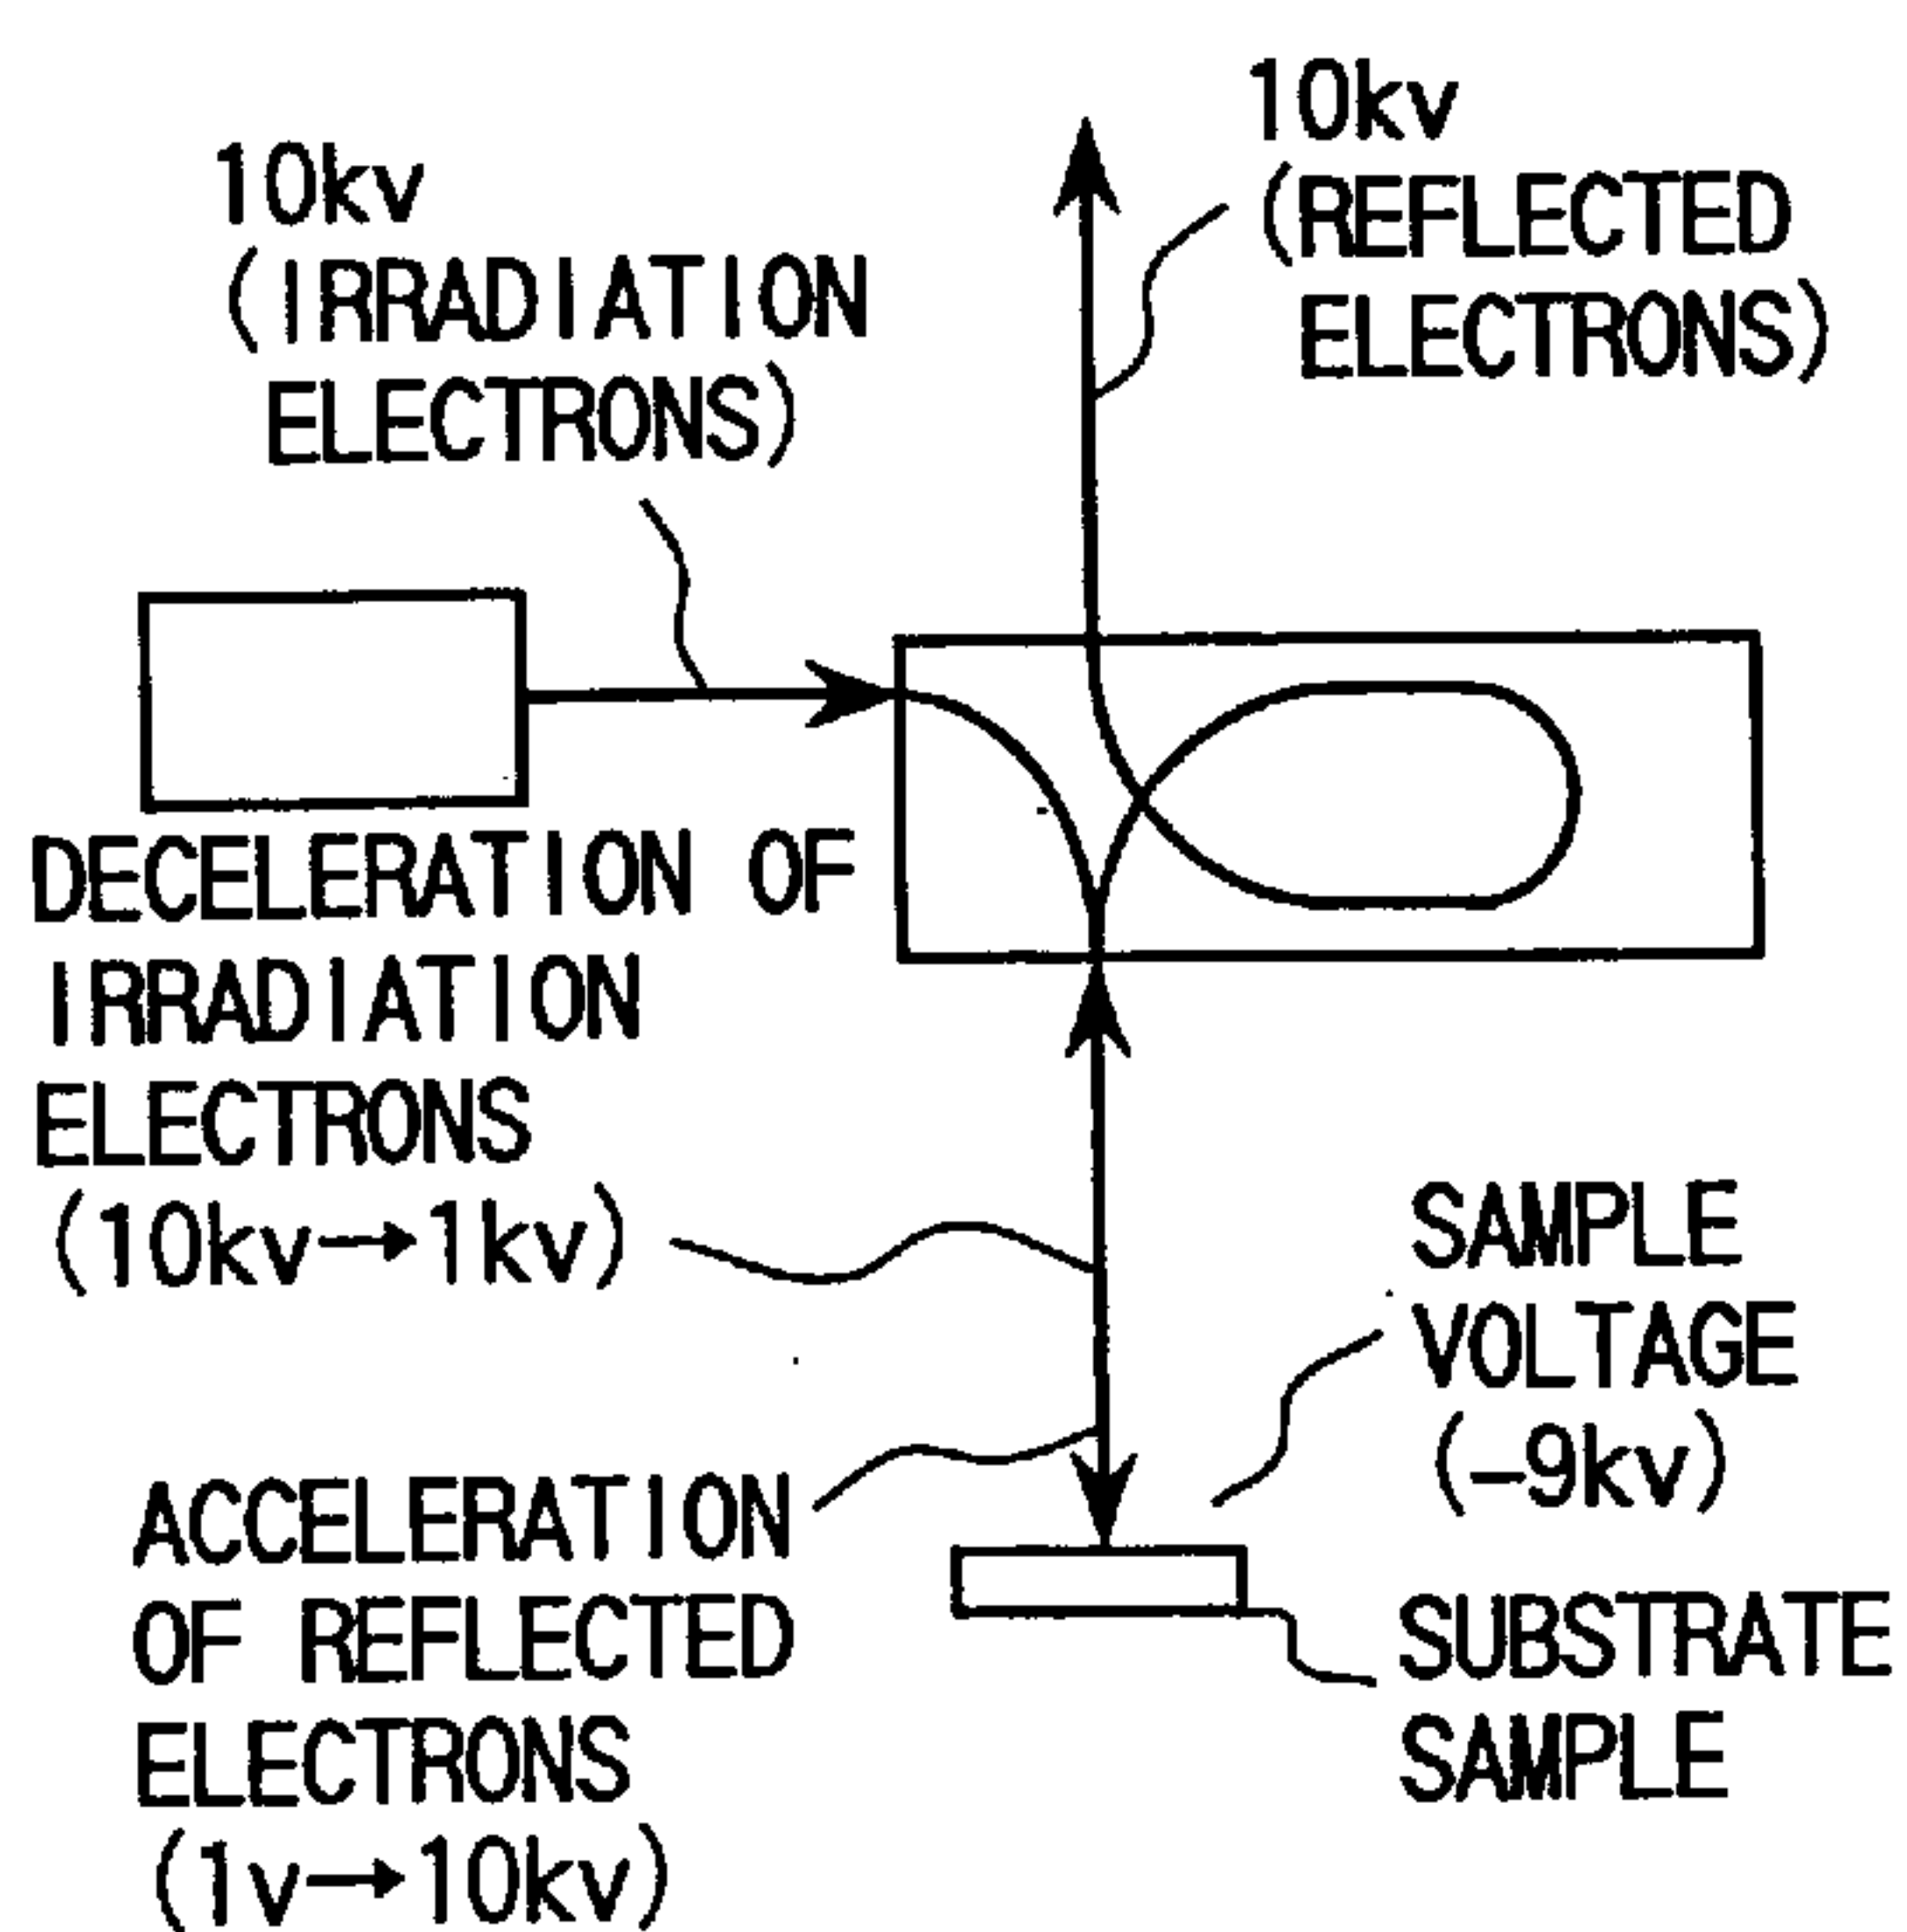 10kv
(IRRADIATION
ELECTRONS)
10kv
(REFLECTED
ELECTRONS)
DECELERATION OF
IRRADIATION
ELECTRONS
(10kv→1kv)
SAMPLE
VOLTAGE
(-9kv)
ACCELERATION
OF REFLECTED
ELECTRONS
(1v→10kv)
SUBSTRATE
SAMPLE